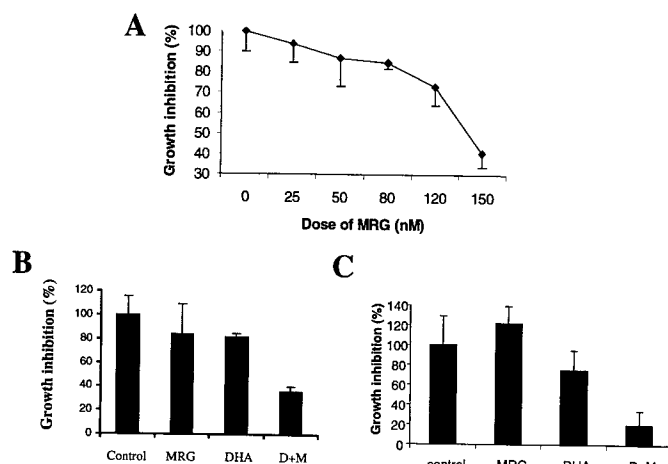 A
Growth inhibition (%)
100
90
80
70
60
50
40
30
0 25 50 80 120 150
Dose of MRG (nM)
B
Growth inhibition (%)
120
100
80
60
40
20
0
Control MRG DHA D+M
C
Growth inhibition (%)
140
120
100
80
60
40
20
0
control MRG DHA